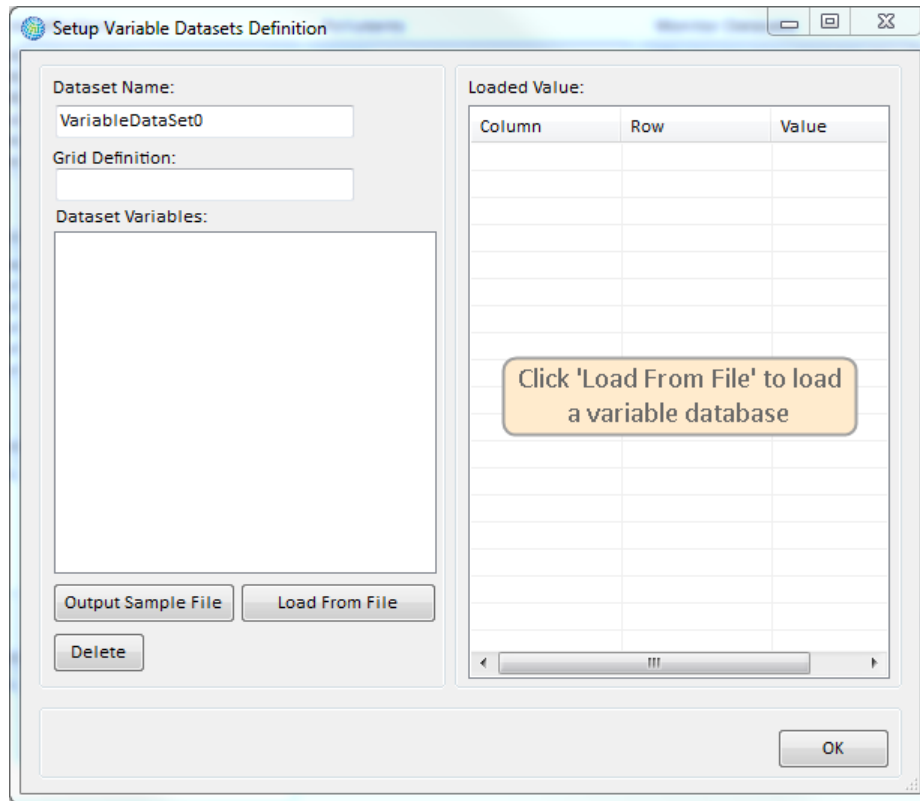 Setup Variable Datasets Definition
Dataset Name:
VariableDataSet0
Grid Definition:
Dataset Variables:
Output Sample File
Load From File
Delete
Loaded Value:
Column Row Value
Click 'Load From File' to load
a variable database
OK